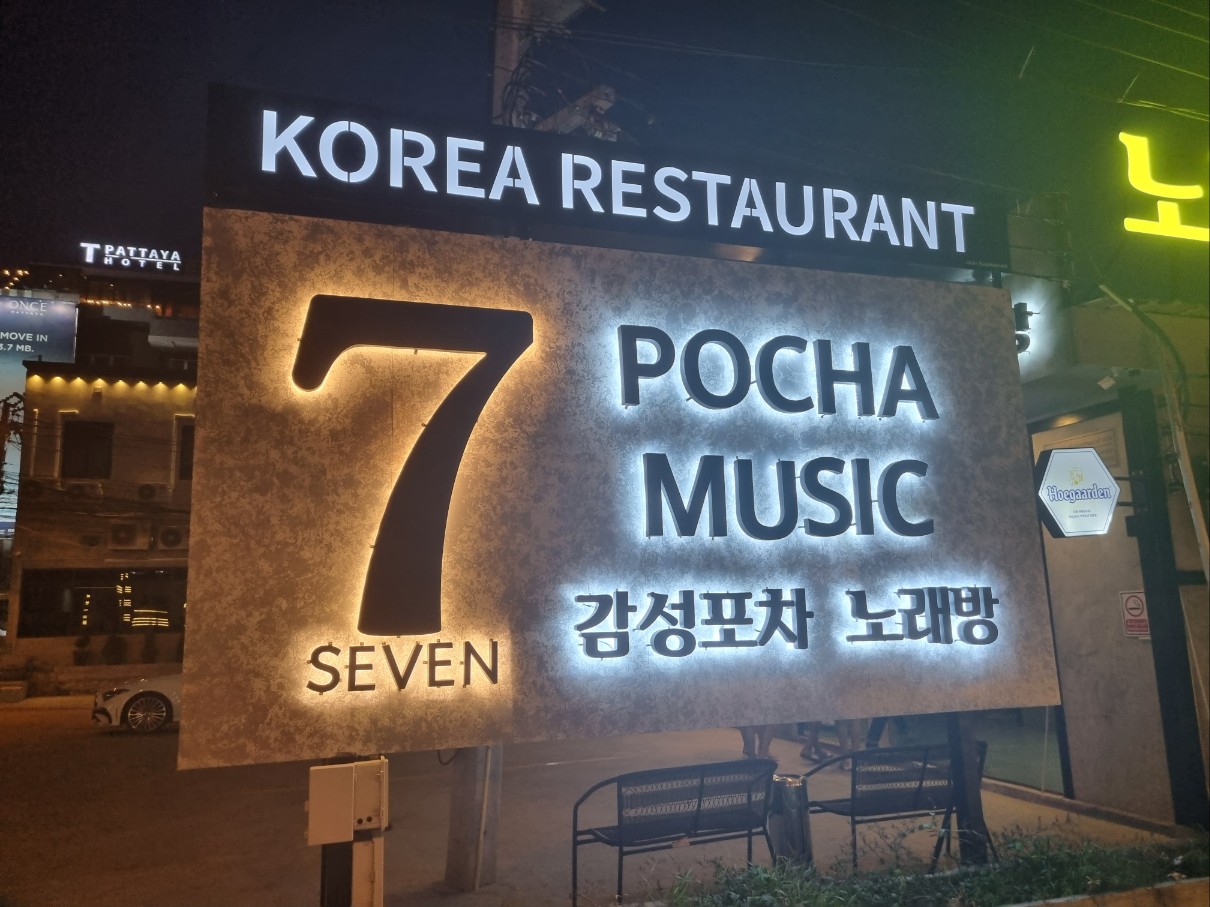 KOREA RESTAURANT
7
SEVEN
POCHA
MUSIC
감성포차 노래방
T PATTAYA
HOTEL
ONCE
MOVE IN
노
Hoegaarden